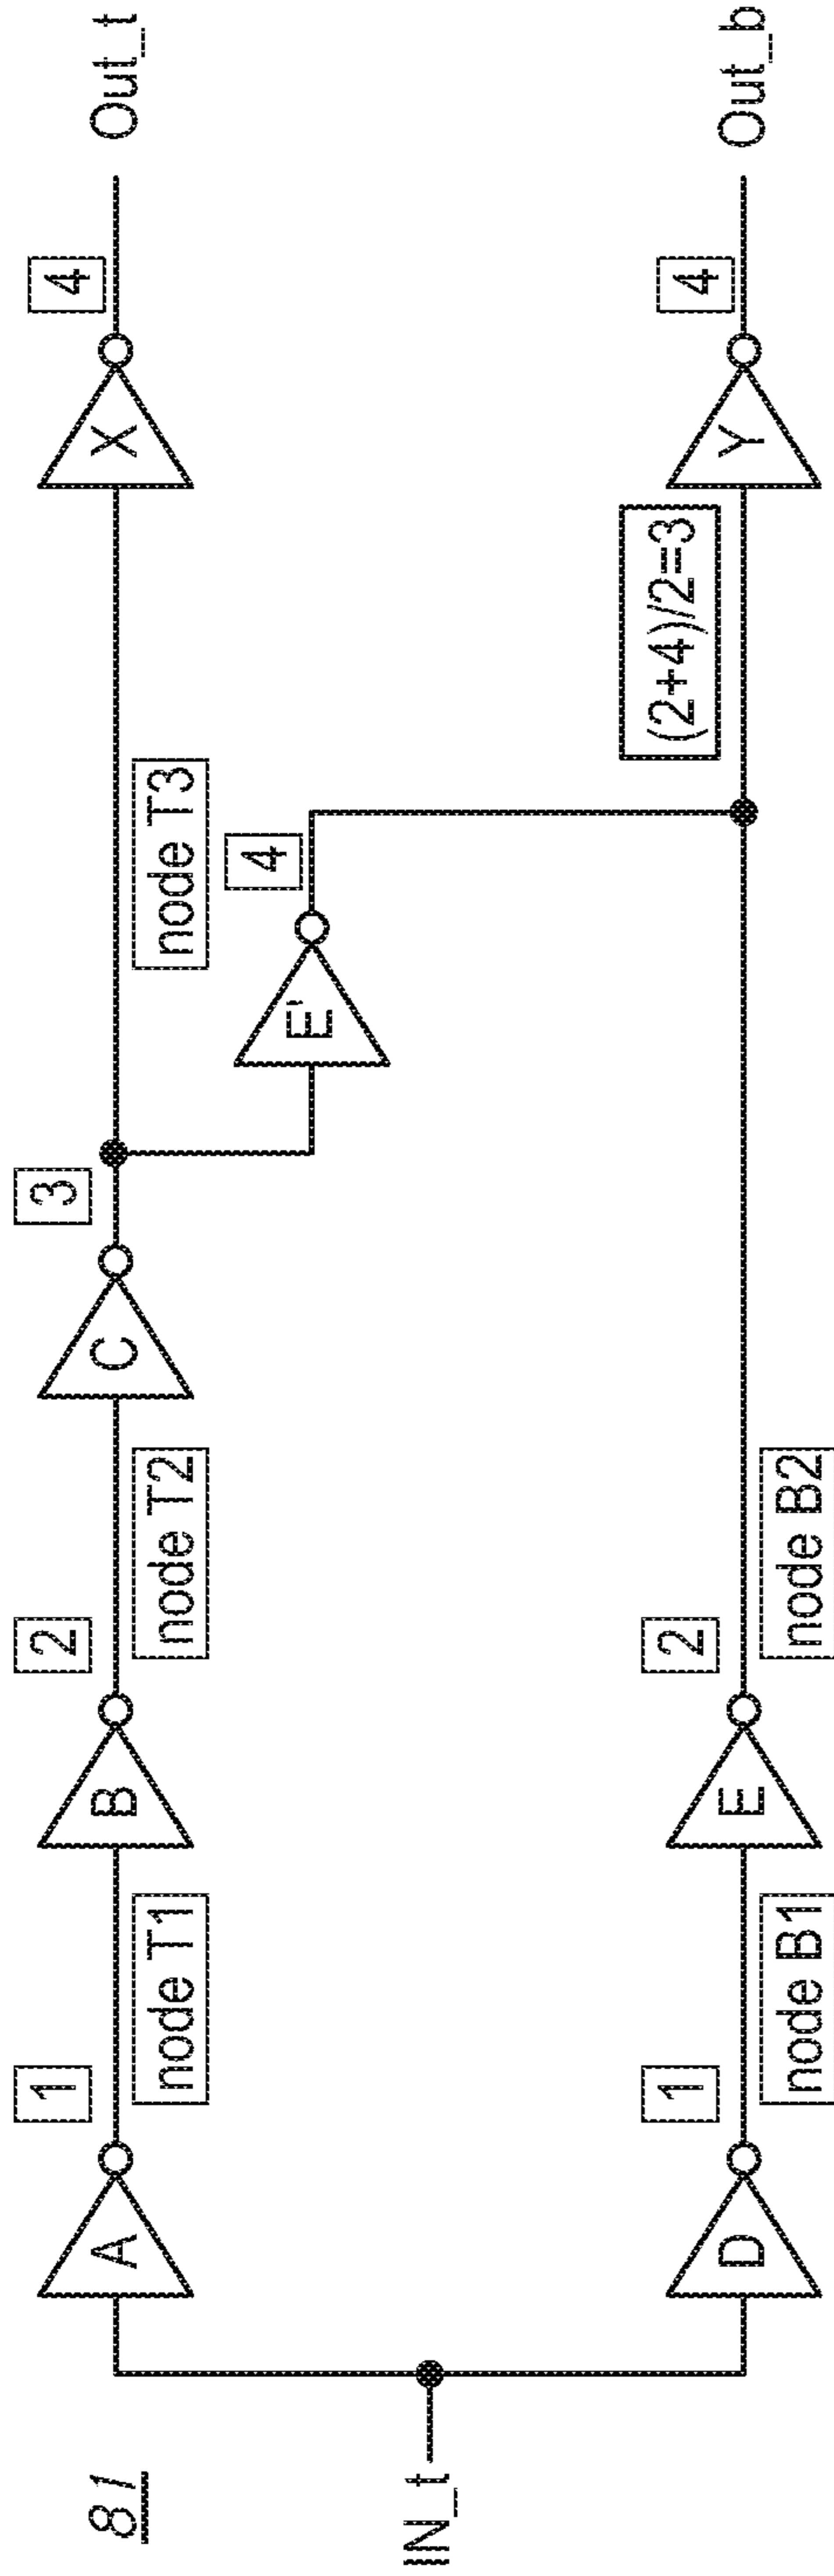 81
IN_t
A
1
node T1
B
2
node T2
C
3
node T3
E'
4
X
4
Out_t
D
1
node B1
E
2
node B2
(2+4)/2=3
Y
4
Out_b